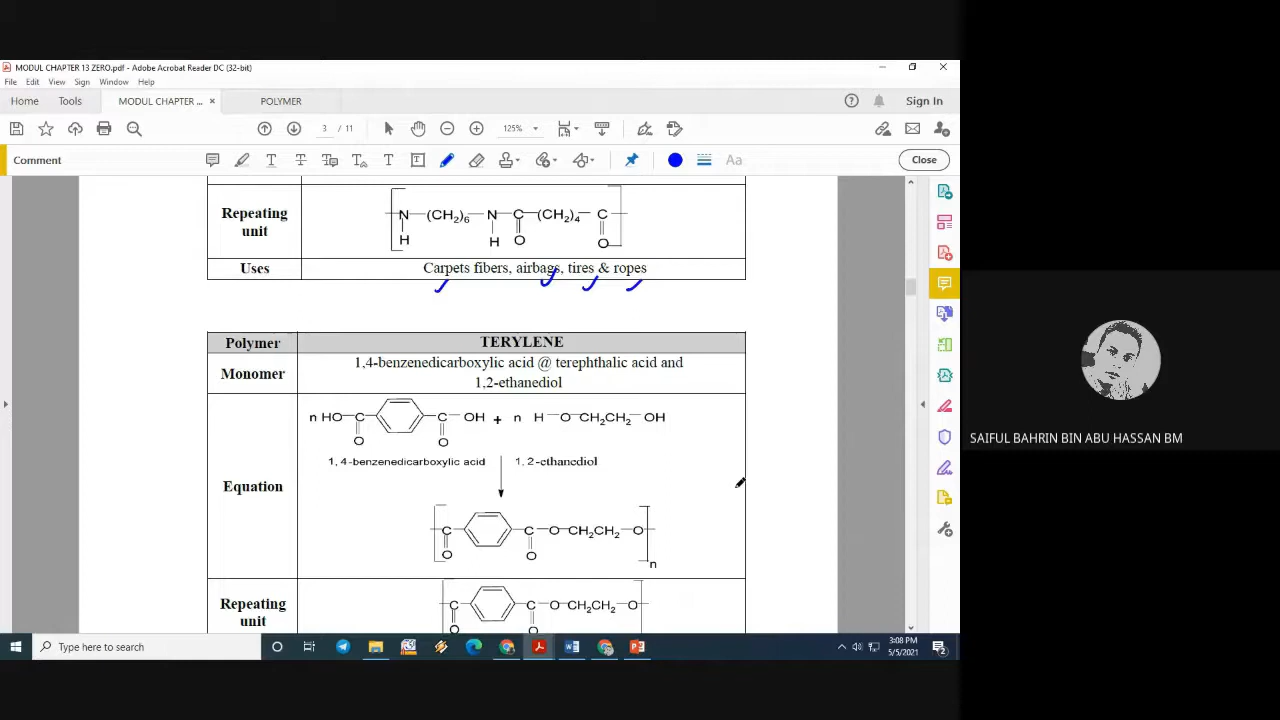 MODUL CHAPTER 13 ZERO.pdf - Adobe Acrobat Reader DC (32-bit)
File Edit View Sign Window Help
Home Tools MODUL CHAPTER ... × POLYMER Sign In
3 / 11 125%
Comment Close
Repeating unit
N (CH2)6 N C (CH2)4 C
H H O O
Uses Carpets fibers, airbags, tires & ropes
Polymer TERYLENE
Monomer 1,4-benzenedicarboxylic acid @ terephthalic acid and
1,2-ethanediol
Equation
n HO C C OH + n H O CH2CH2 OH
O O
1, 4-benzenedicarboxylic acid 1, 2-ethanediol
C C O CH2CH2 O
O O n
Repeating unit
C C O CH2CH2 O
O O
SAIFUL BAHRIN BIN ABU HASSAN BM
Type here to search
3:08 PM
5/5/2021
2